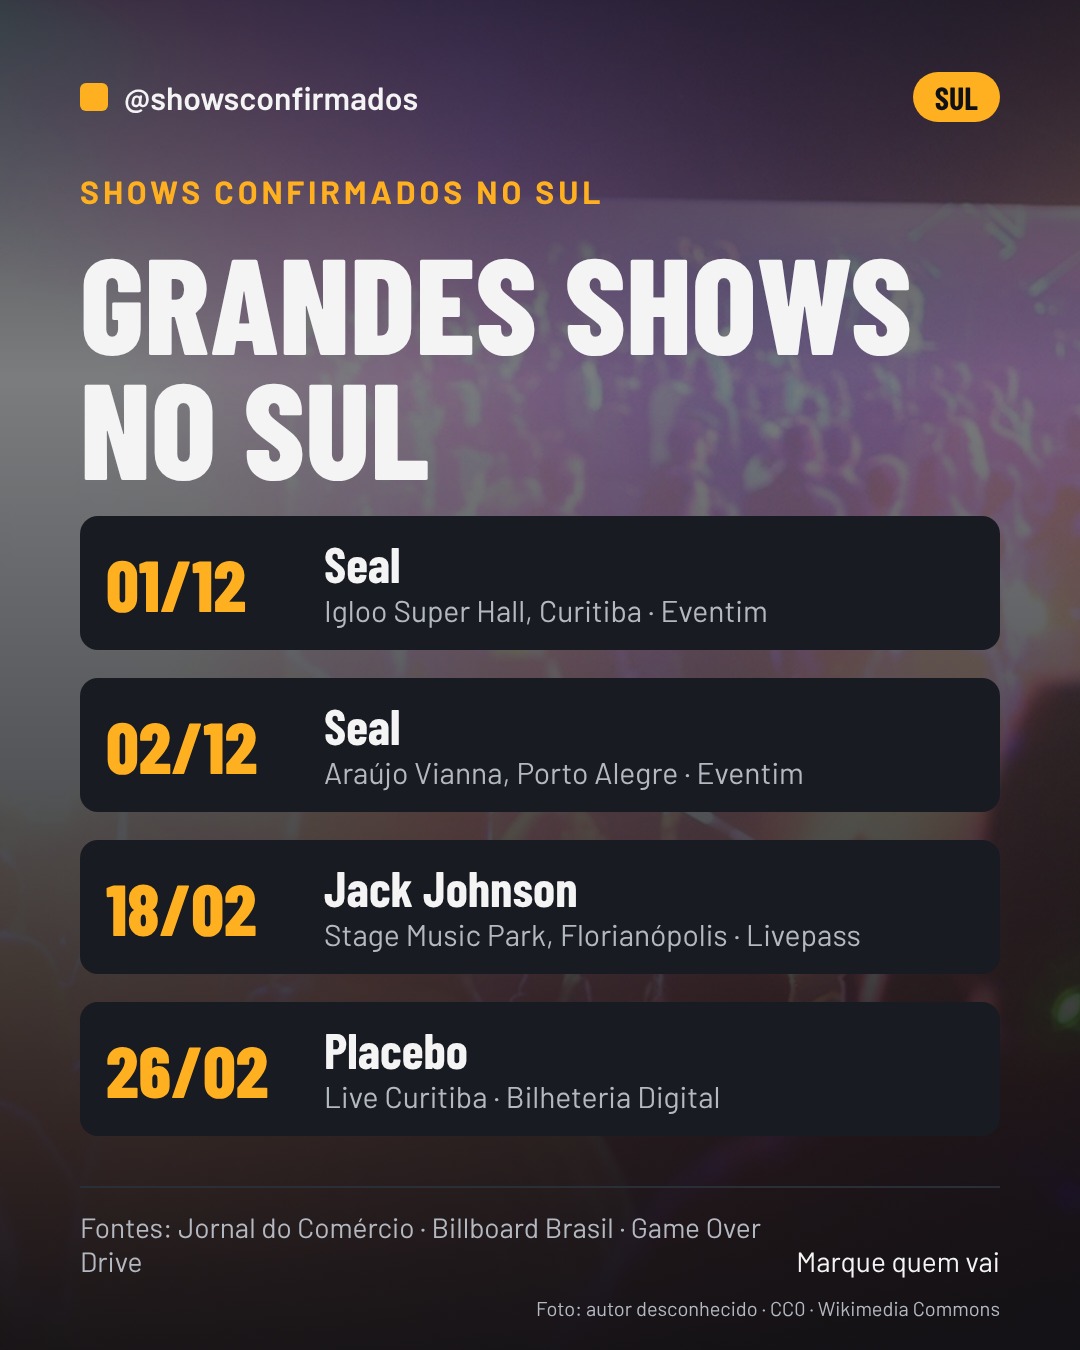 @showsconfirmados
SUL
SHOWS CONFIRMADOS NO SUL
GRANDES SHOWS
NO SUL
01/12
Seal
Igloo Super Hall, Curitiba · Eventim
02/12
Seal
Araújo Vianna, Porto Alegre · Eventim
18/02
Jack Johnson
Stage Music Park, Florianópolis · Livepass
26/02
Placebo
Live Curitiba · Bilheteria Digital
Fontes: Jornal do Comércio · Billboard Brasil · Game Over
Drive
Marque quem vai
Foto: autor desconhecido · CC0 · Wikimedia Commons